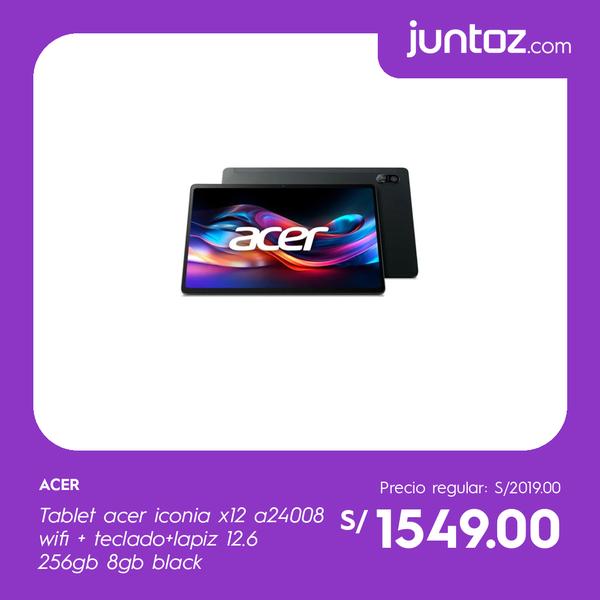 juntoz.com
acer
ACER
Tablet acer iconia x12 a24008
wifi + teclado+lapiz 12.6
256gb 8gb black
Precio regular: S/2019.00
S/1549.00